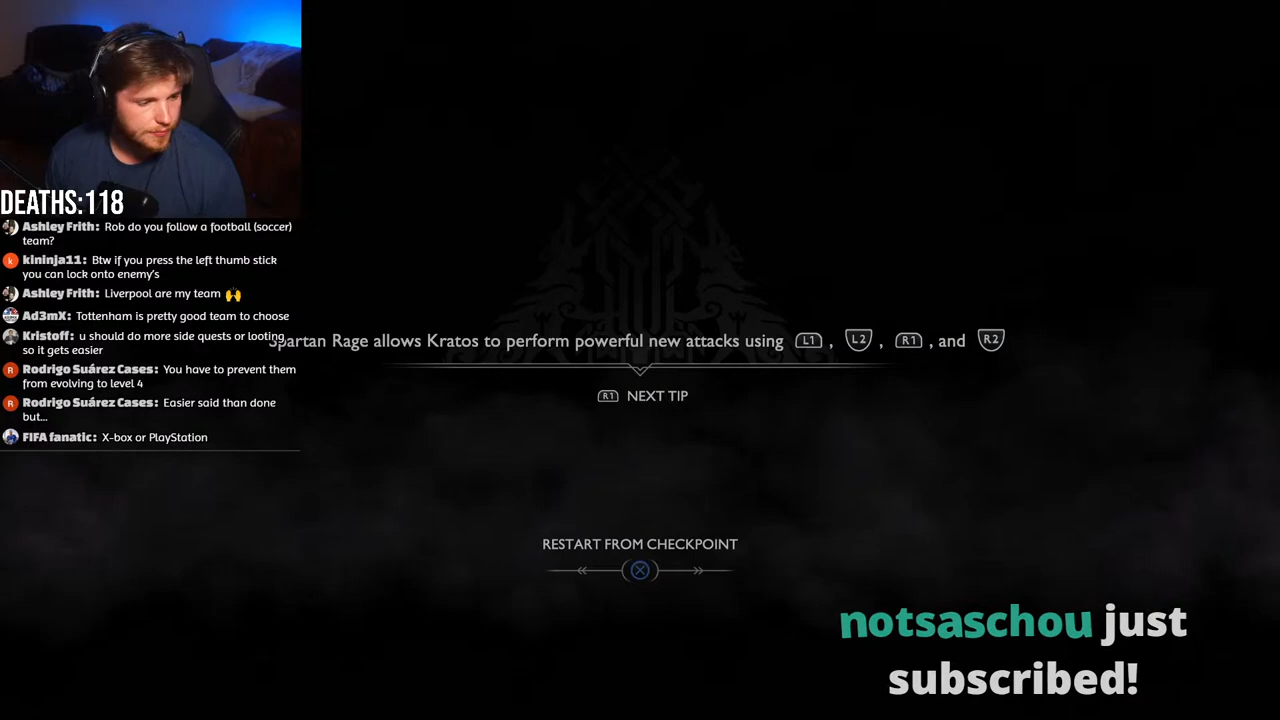 DEATHS:118
Ashley Frith: Rob do you follow a football (soccer)
team?
kininja11: Btw if you press the left thumb stick
you can lock onto enemy's
Ashley Frith: Liverpool are my team 🙌
Ad3mX: Tottenham is pretty good team to choose
Kristoff: u should do more side quests or looting
so it gets easier
Rodrigo Suárez Cases: You have to prevent them
from evolving to level 4
Rodrigo Suárez Cases: Easier said than done
but...
FIFA fanatic: X-box or PlayStation
Spartan Rage allows Kratos to perform powerful new attacks using L1, L2, R1, and R2
R1 NEXT TIP
RESTART FROM CHECKPOINT
notsaschou just
subscribed!